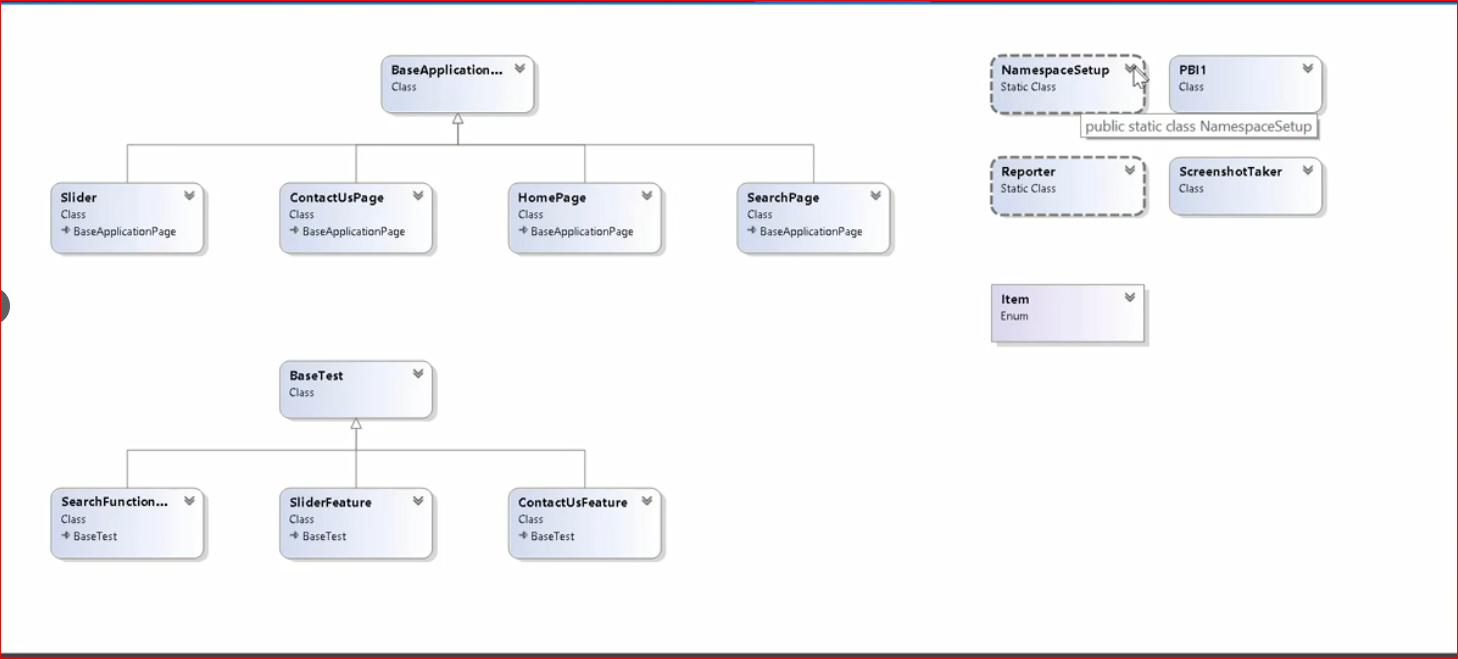 BaseApplication...
Class
NamespaceSetup
Static Class
PBI1
Class
public static class NamespaceSetup
Reporter
Static Class
ScreenshotTaker
Class
Slider
Class
BaseApplicationPage
ContactUsPage
Class
BaseApplicationPage
HomePage
Class
BaseApplicationPage
SearchPage
Class
BaseApplicationPage
Item
Enum
BaseTest
Class
SearchFunction...
Class
BaseTest
SliderFeature
Class
BaseTest
ContactUsFeature
Class
BaseTest